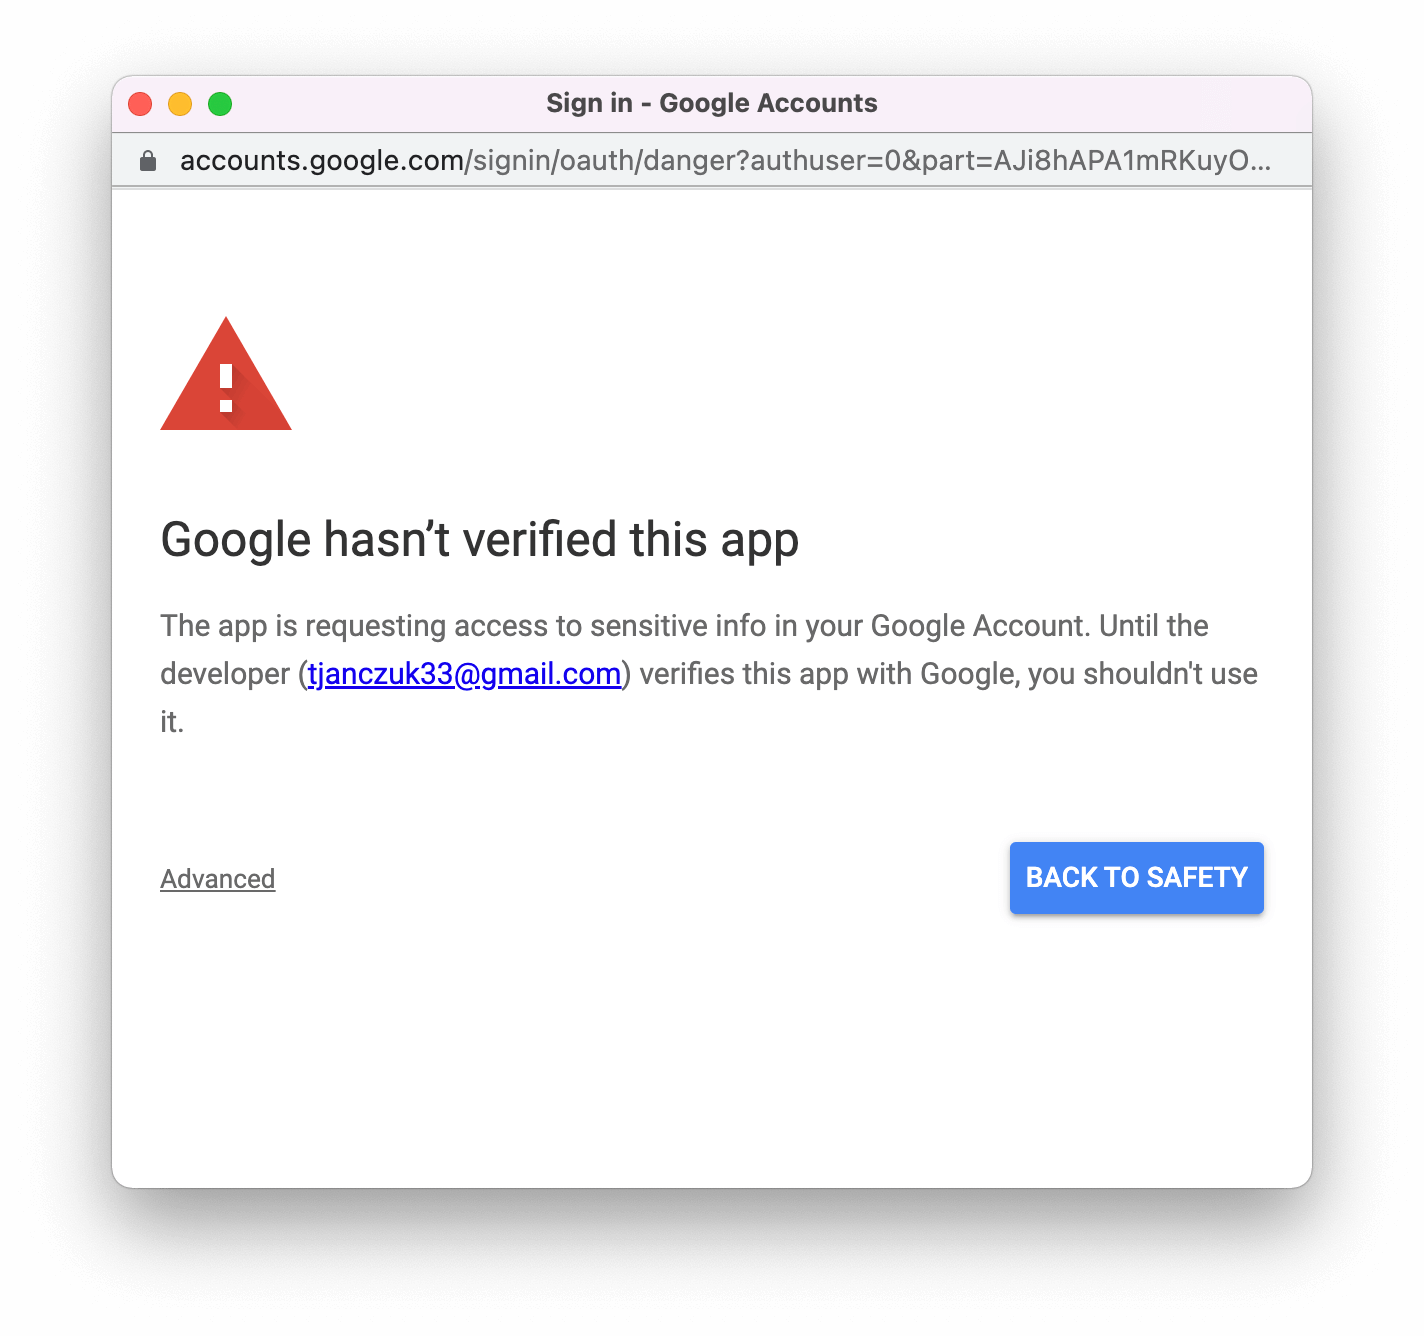 Sign in - Google Accounts
accounts.google.com/signin/oauth/danger?authuser=0&part=AJi8hAPA1mRKuyO...
Google hasn’t verified this app
The app is requesting access to sensitive info in your Google Account. Until the
developer (tjanczuk33@gmail.com) verifies this app with Google, you shouldn't use
it.
Advanced
BACK TO SAFETY